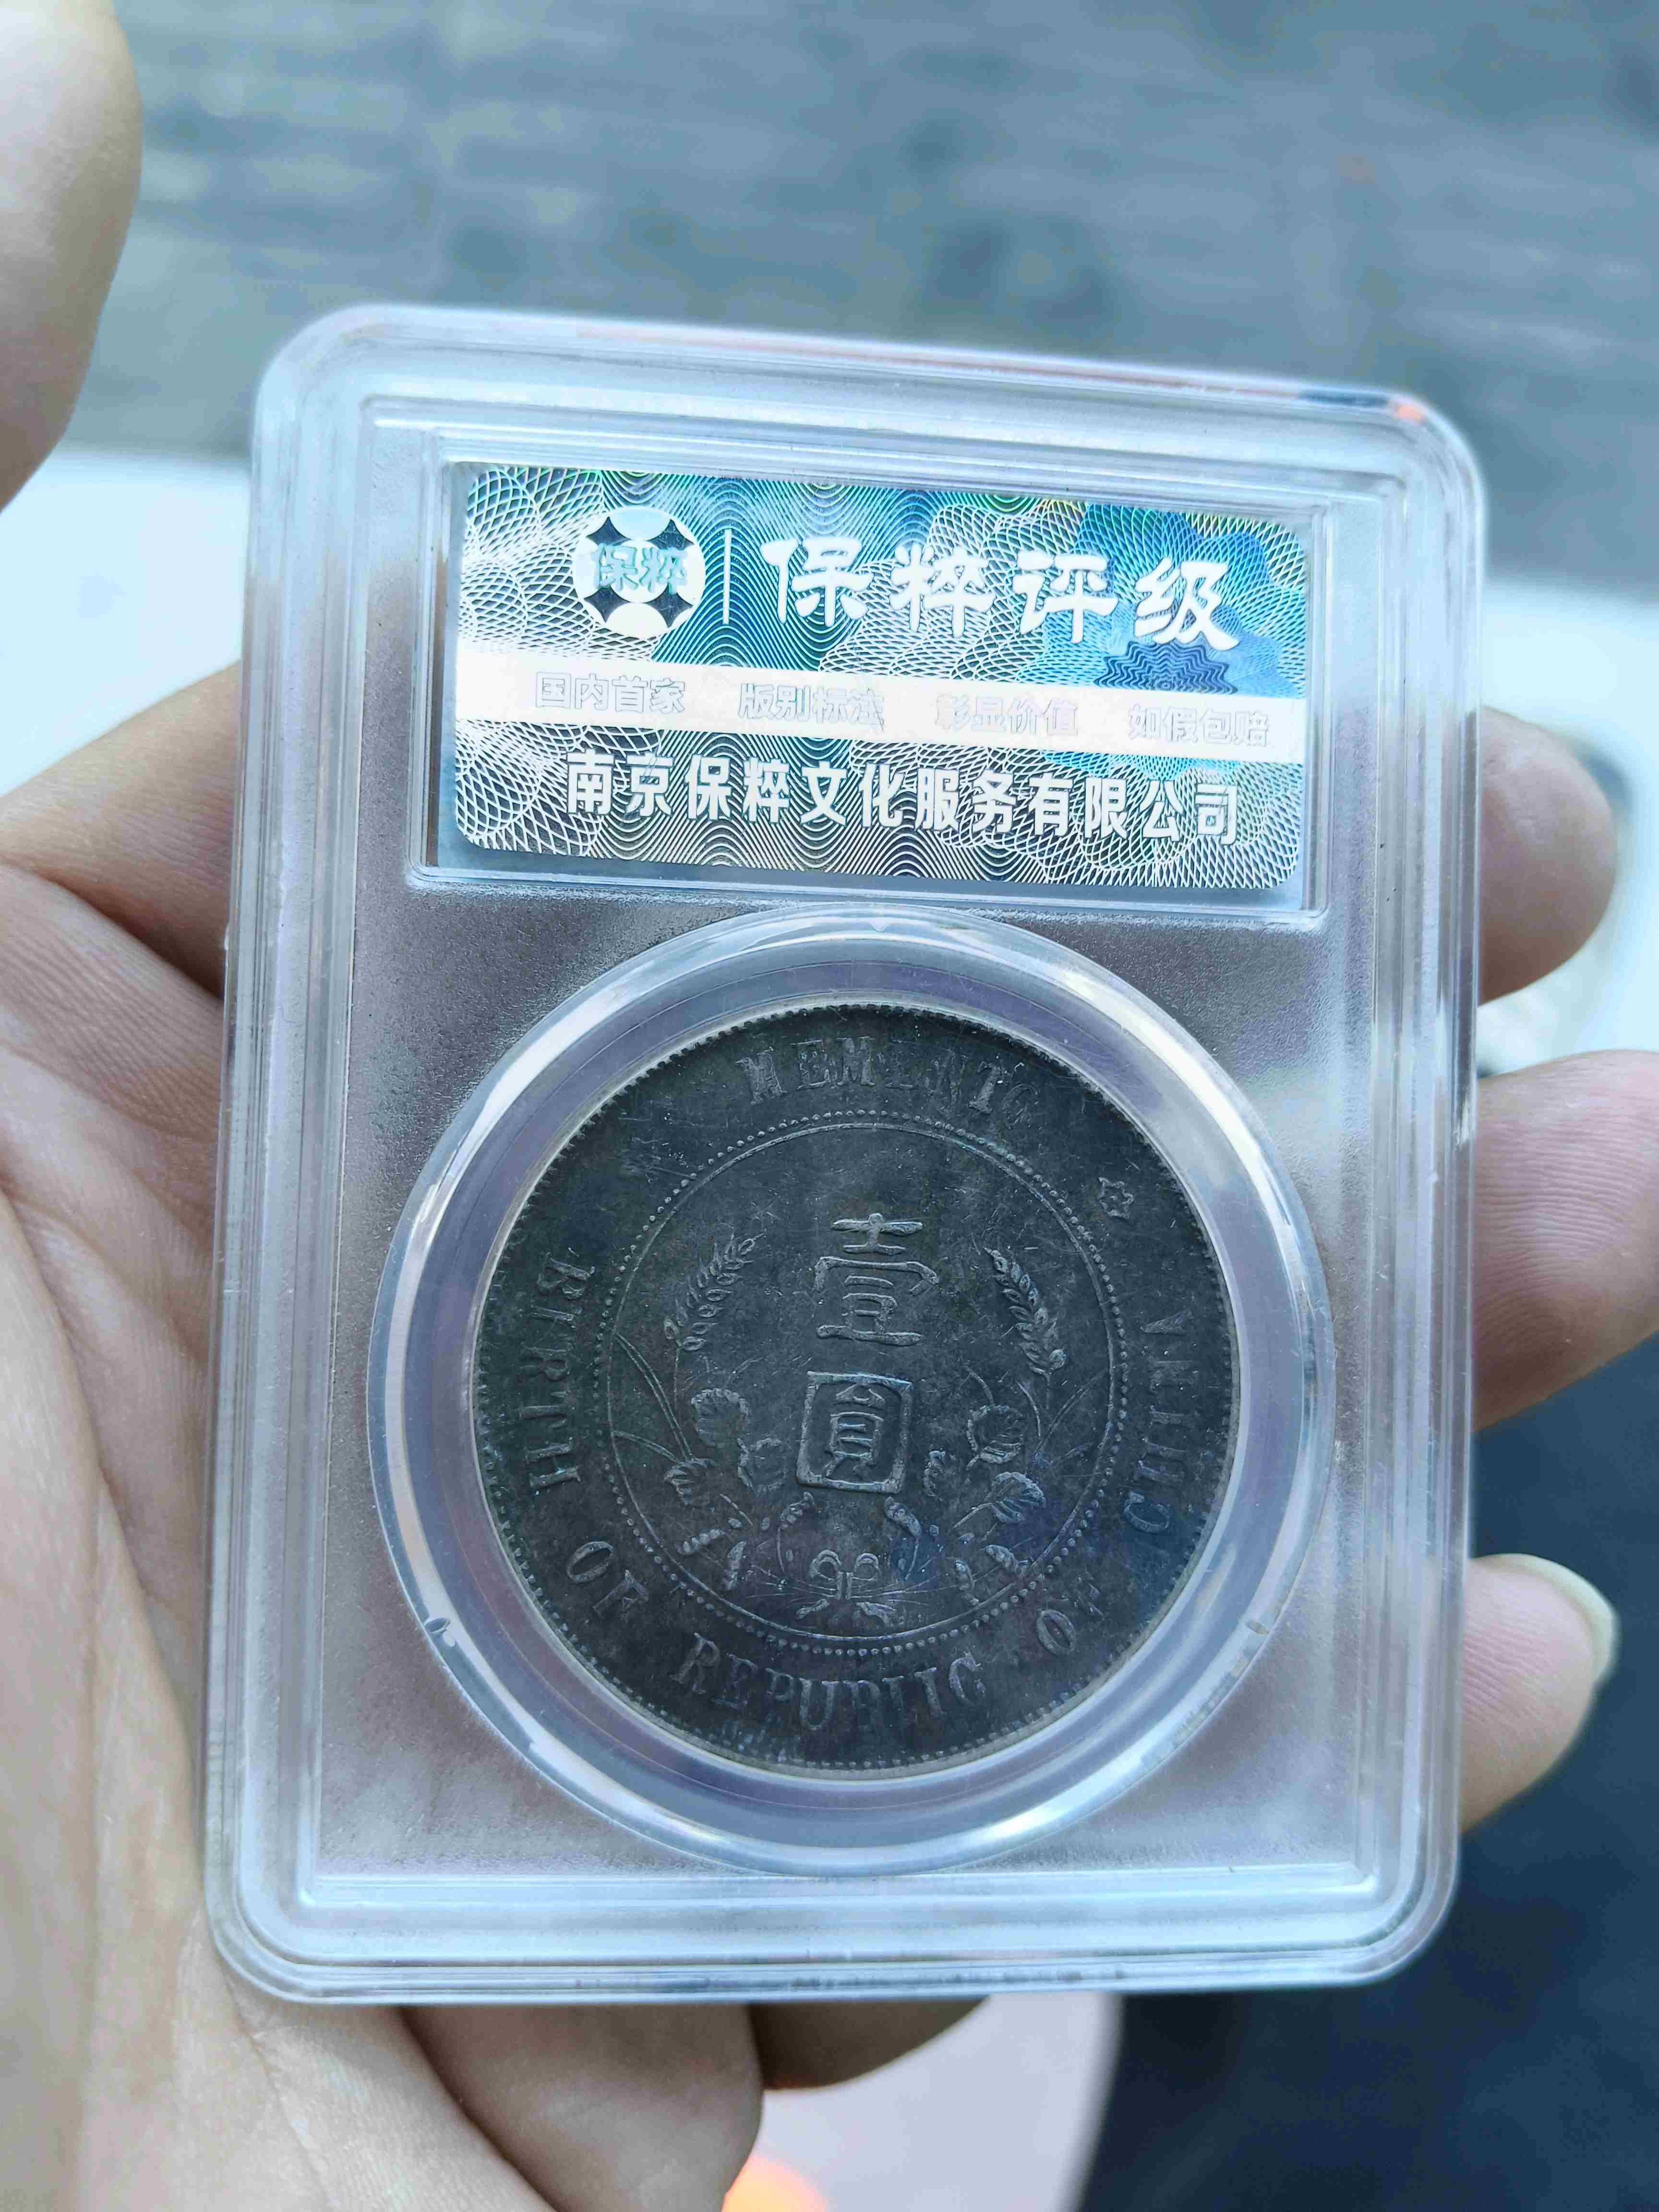 保粹
保粹评级
国内首家 版别标注 彰显价值 如假包赔
南京保粹文化服务有限公司
MEMENTO
壹
圓
BIRTH OF REPUBLIC OF